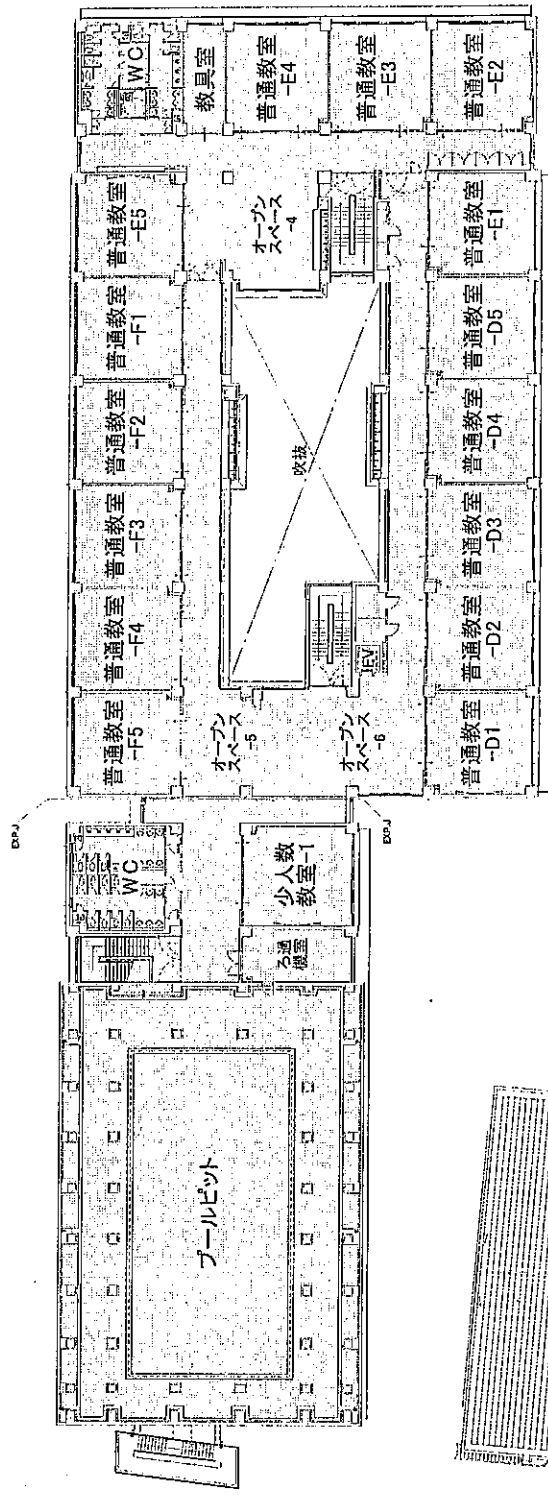 WC
教具室
普通教室
-E4
普通教室
-E3
普通教室
-E2
普通教室
-E5
普通教室
-F1
普通教室
-F2
普通教室
-F3
普通教室
-F4
普通教室
-F5
オープン
スペース
-4
吹抜
EV
オープン
スペース
-5
オープン
スペース
-6
普通教室
-E1
普通教室
-D5
普通教室
-D4
普通教室
-D3
普通教室
-D2
普通教室
-D1
EXP.J
EXP.J
WC
少人数
教室-1
ろ過
機室
プールピット